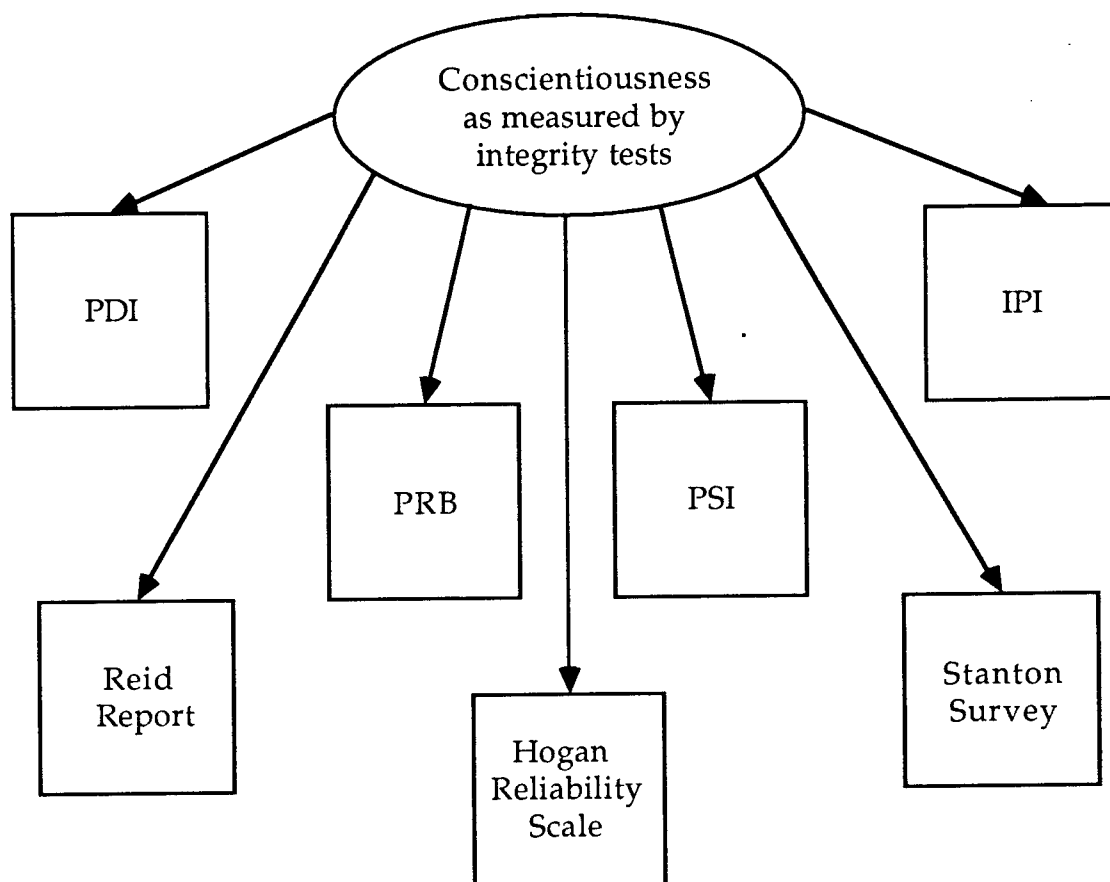 Conscientiousness
as measured by
integrity tests
PDI
IPI
PRB
PSI
Reid
Report
Stanton
Survey
Hogan
Reliability
Scale